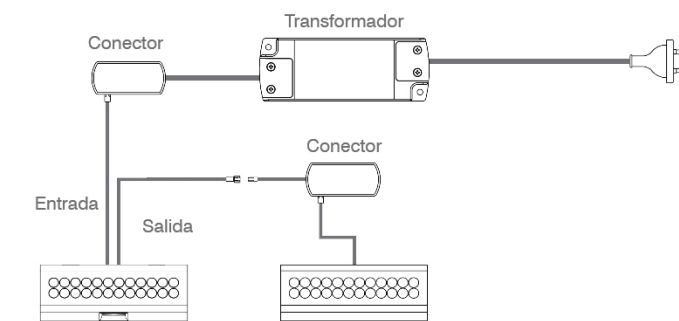 Transformador
Conector
Conector
Entrada
Salida